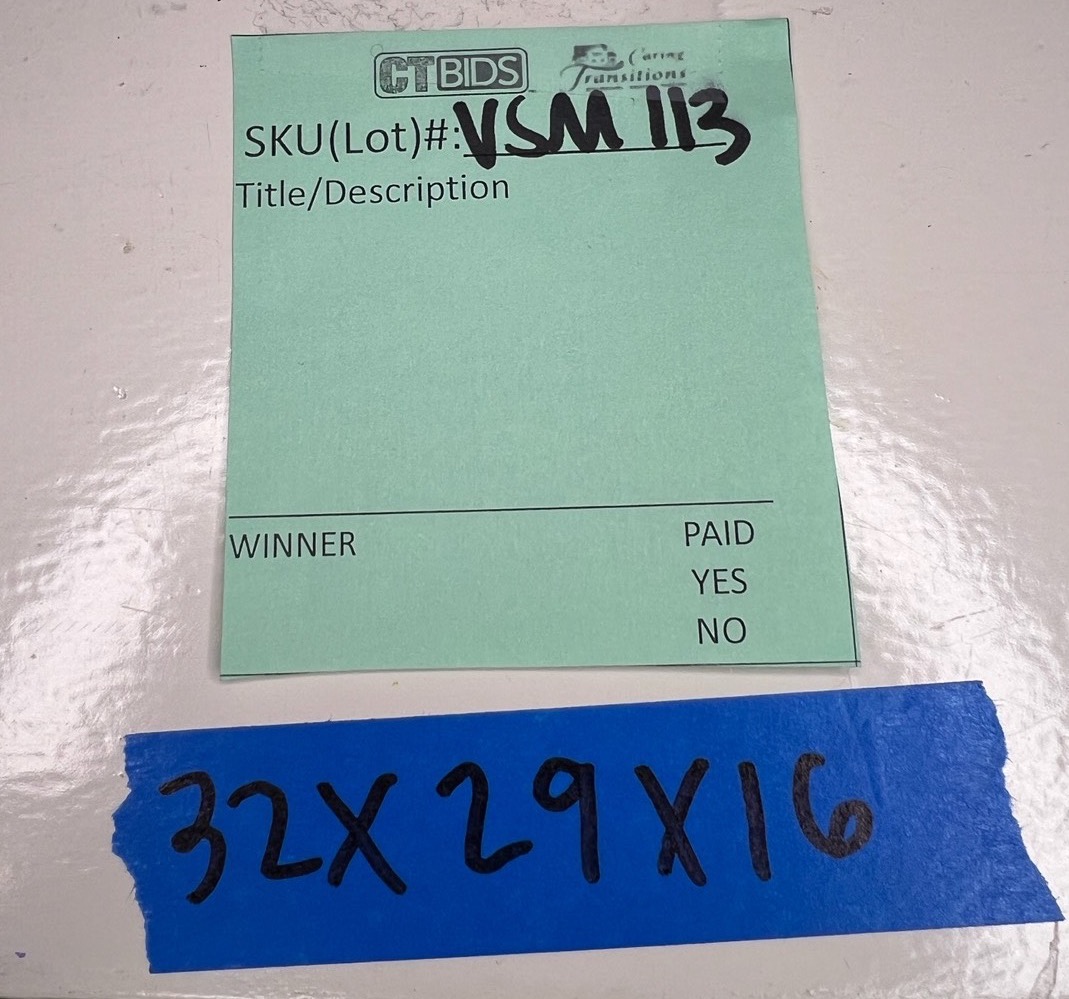 CTBIDS Caring
Transitions
SKU(Lot)#: VSM 113
Title/Description
WINNER PAID
YES
NO
32X29X16